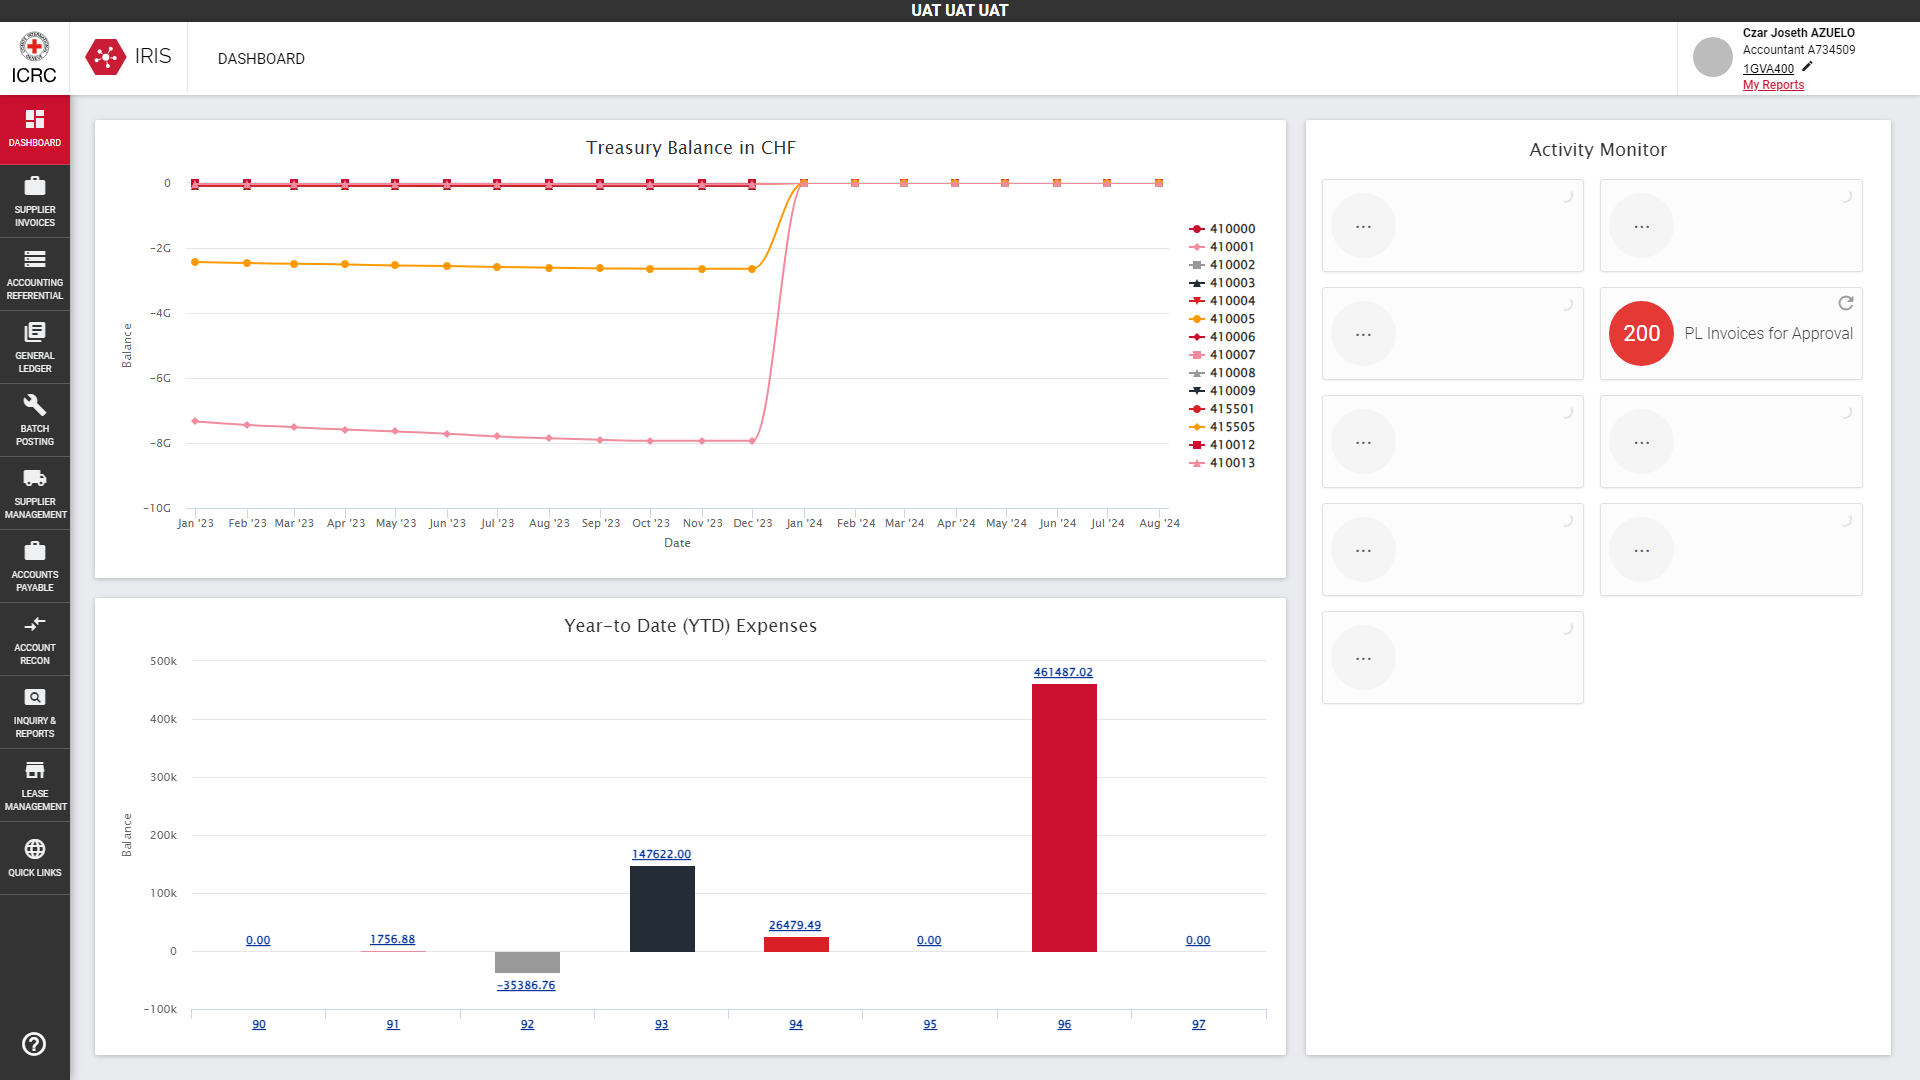 UAT UAT UAT
ICRC
IRIS
DASHBOARD
Czar Joseth AZUELO
Accountant A734509
1GVA400
My Reports
DASHBOARD
SUPPLIER
INVOICES
ACCOUNTING
REFERENTIAL
GENERAL
LEDGER
BATCH
POSTING
SUPPLIER
MANAGEMENT
ACCOUNTS
PAYABLE
ACCOUNT
RECON
INQUIRY &
REPORTS
LEASE
MANAGEMENT
QUICK LINKS
Treasury Balance in CHF
0
−2G
−4G
−6G
−8G
−10G
Balance
Jan '23 Feb '23 Mar '23 Apr '23 May '23 Jun '23 Jul '23 Aug '23 Sep '23 Oct '23 Nov '23 Dec '23 Jan '24 Feb '24 Mar '24 Apr '24 May '24 Jun '24 Jul '24 Aug '24
Date
410000
410001
410002
410003
410004
410005
410006
410007
410008
410009
415501
415505
410012
410013
Year-to Date (YTD) Expenses
500k
400k
300k
200k
100k
0
−100k
Balance
0.00
1756.88
−35386.76
147622.00
26479.49
0.00
461487.02
0.00
90 91 92 93 94 95 96 97
Activity Monitor
... ...
...
200 PL Invoices for Approval
... ...
... ...
...